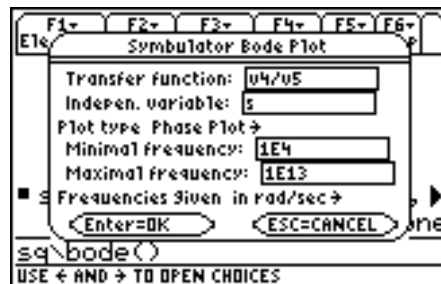 F1▾ F2▾ F3▾ F4▾ F5▾ F6▾
Ele
Symbulator Bode Plot
Transfer function: v4/v5
Indepen. variable: s
Plot type Phase Plot→
Minimal frequency: 1E4
Maximal frequency: 1E13
Frequencies given in rad/sec→
Enter=OK ESC=CANCEL
sq\bode()
USE ← AND → TO OPEN CHOICES